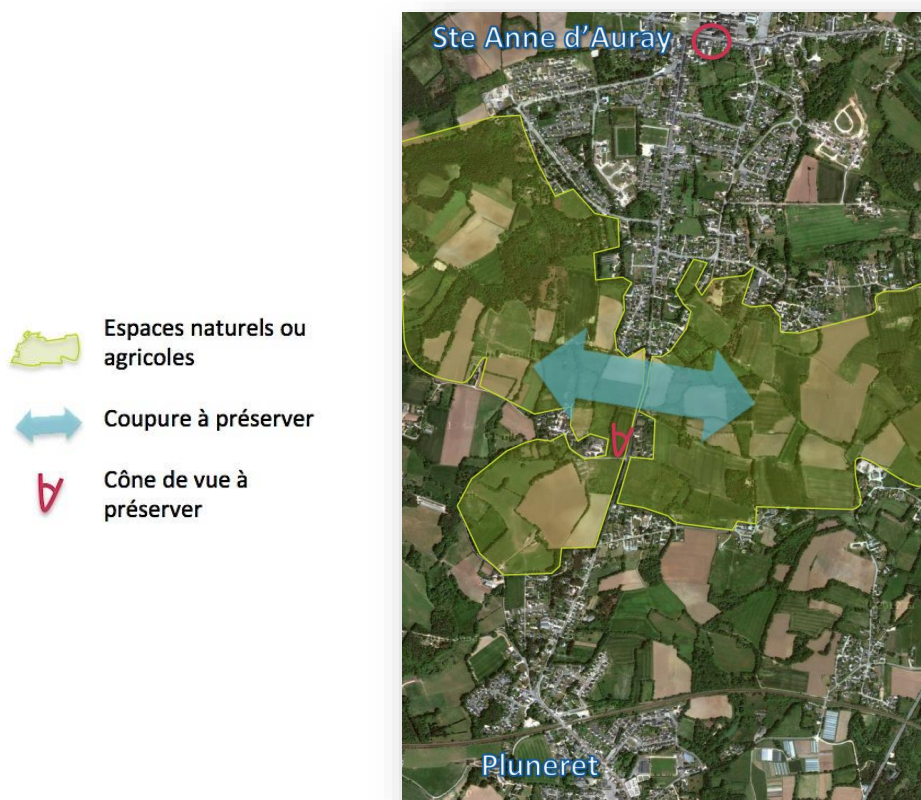 Ste Anne d'Auray
Espaces naturels ou
agricoles
Coupure à préserver
Cône de vue à
préserver
Pluneret